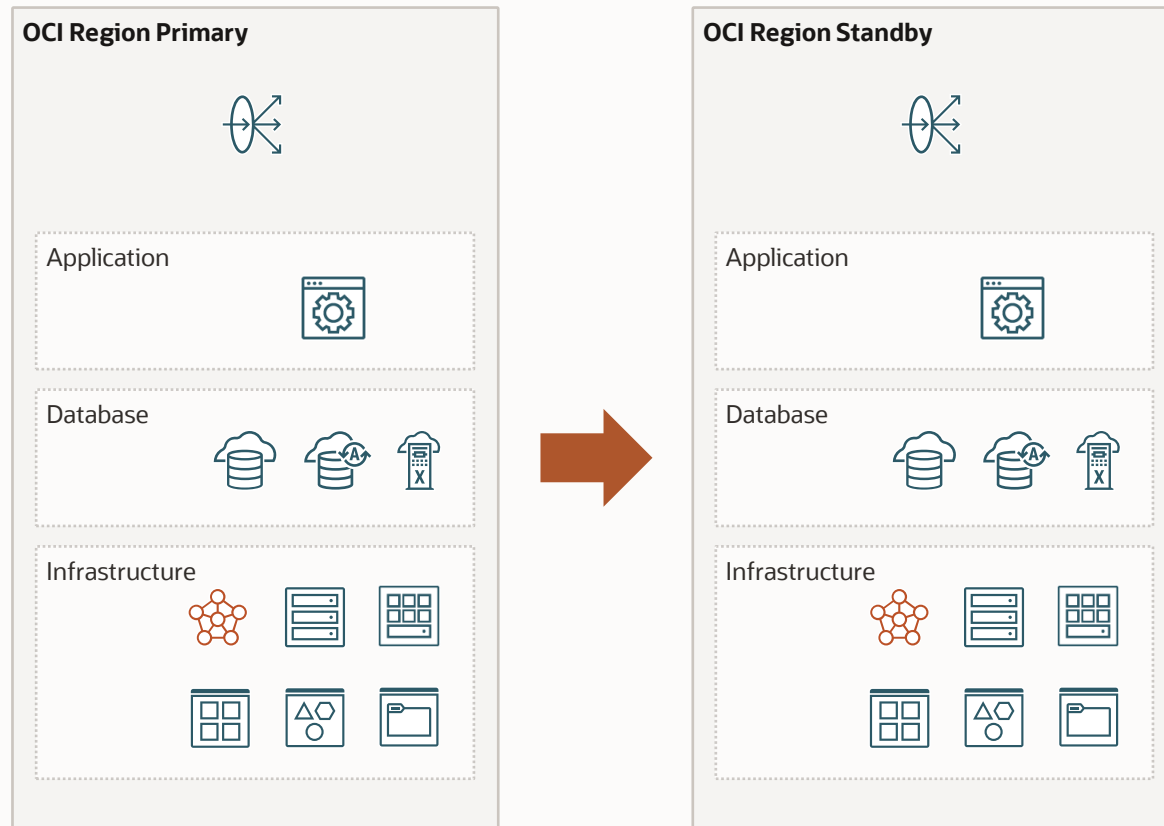 OCI Region Primary
Application
Database
A
X
Infrastructure
OCI Region Standby
Application
Database
A
X
Infrastructure